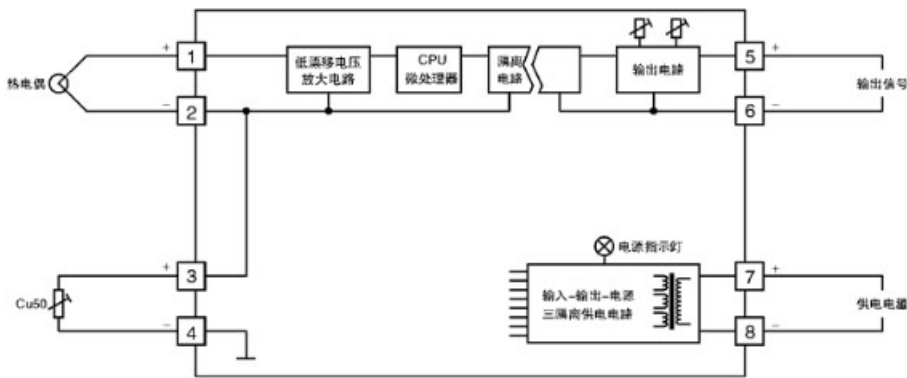 热电偶
+
1
低漂移电压
放大电路
CPU
微处理器
隔离
电路
输出电路
5
+
输出信号
−
2
6
−
+
3
Cu50
−
4
电源指示灯
输入-输出-电源
三隔离供电电路
7
+
供电电源
8
−